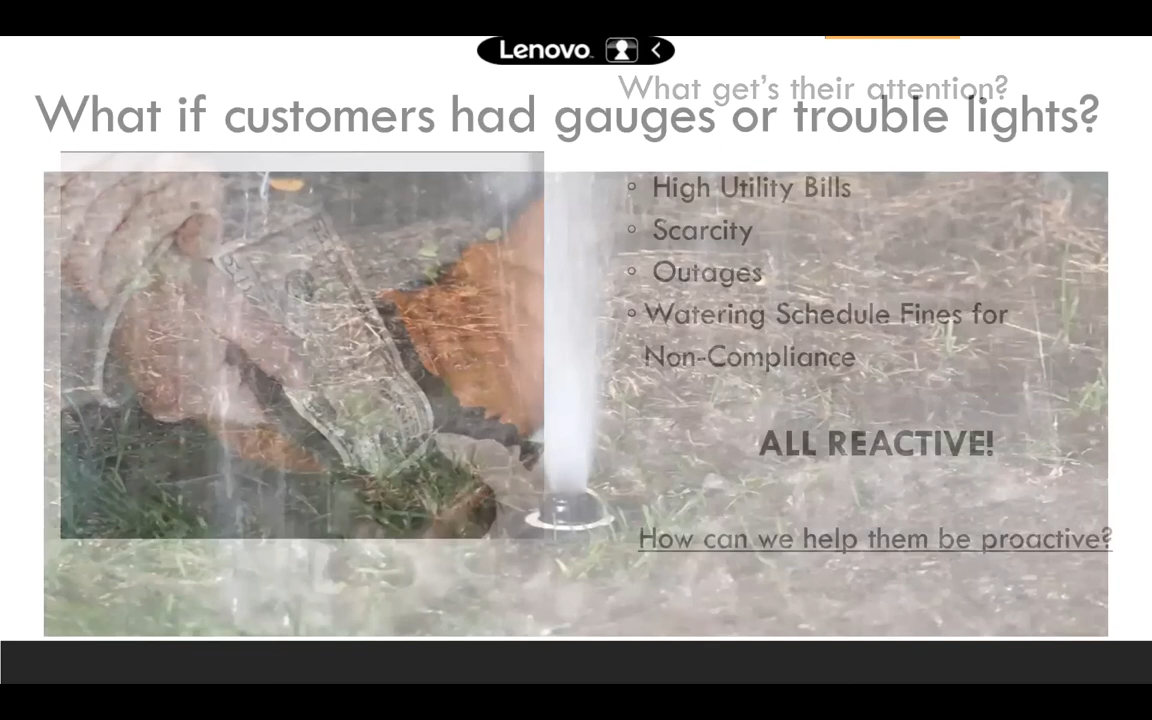 Lenovo
What get's their attention?
What if customers had gauges or trouble lights?
High Utility Bills
Scarcity
Outages
Watering Schedule Fines for
Non-Compliance
ALL REACTIVE!
How can we help them be proactive?